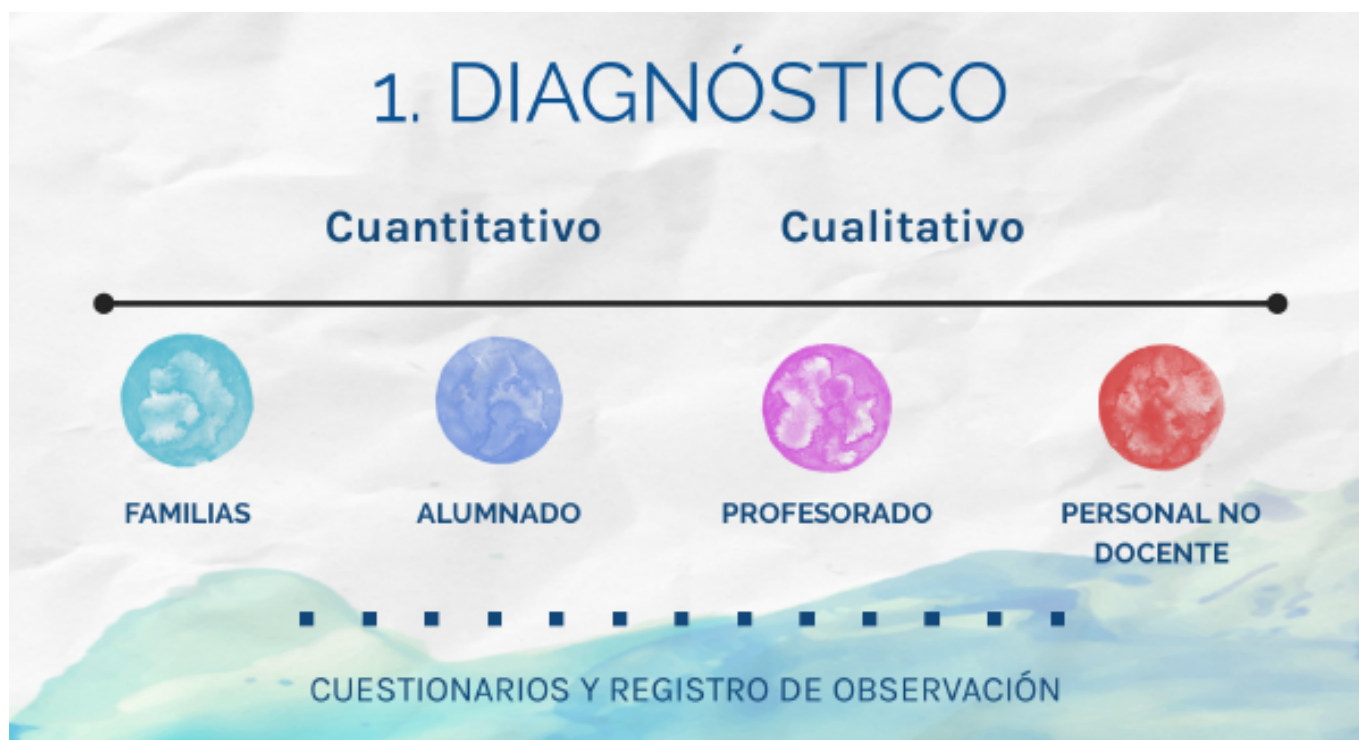 1. DIAGNÓSTICO
Cuantitativo
Cualitativo
FAMILIAS
ALUMNADO
PROFESORADO
PERSONAL NO
DOCENTE
CUESTIONARIOS Y REGISTRO DE OBSERVACIÓN